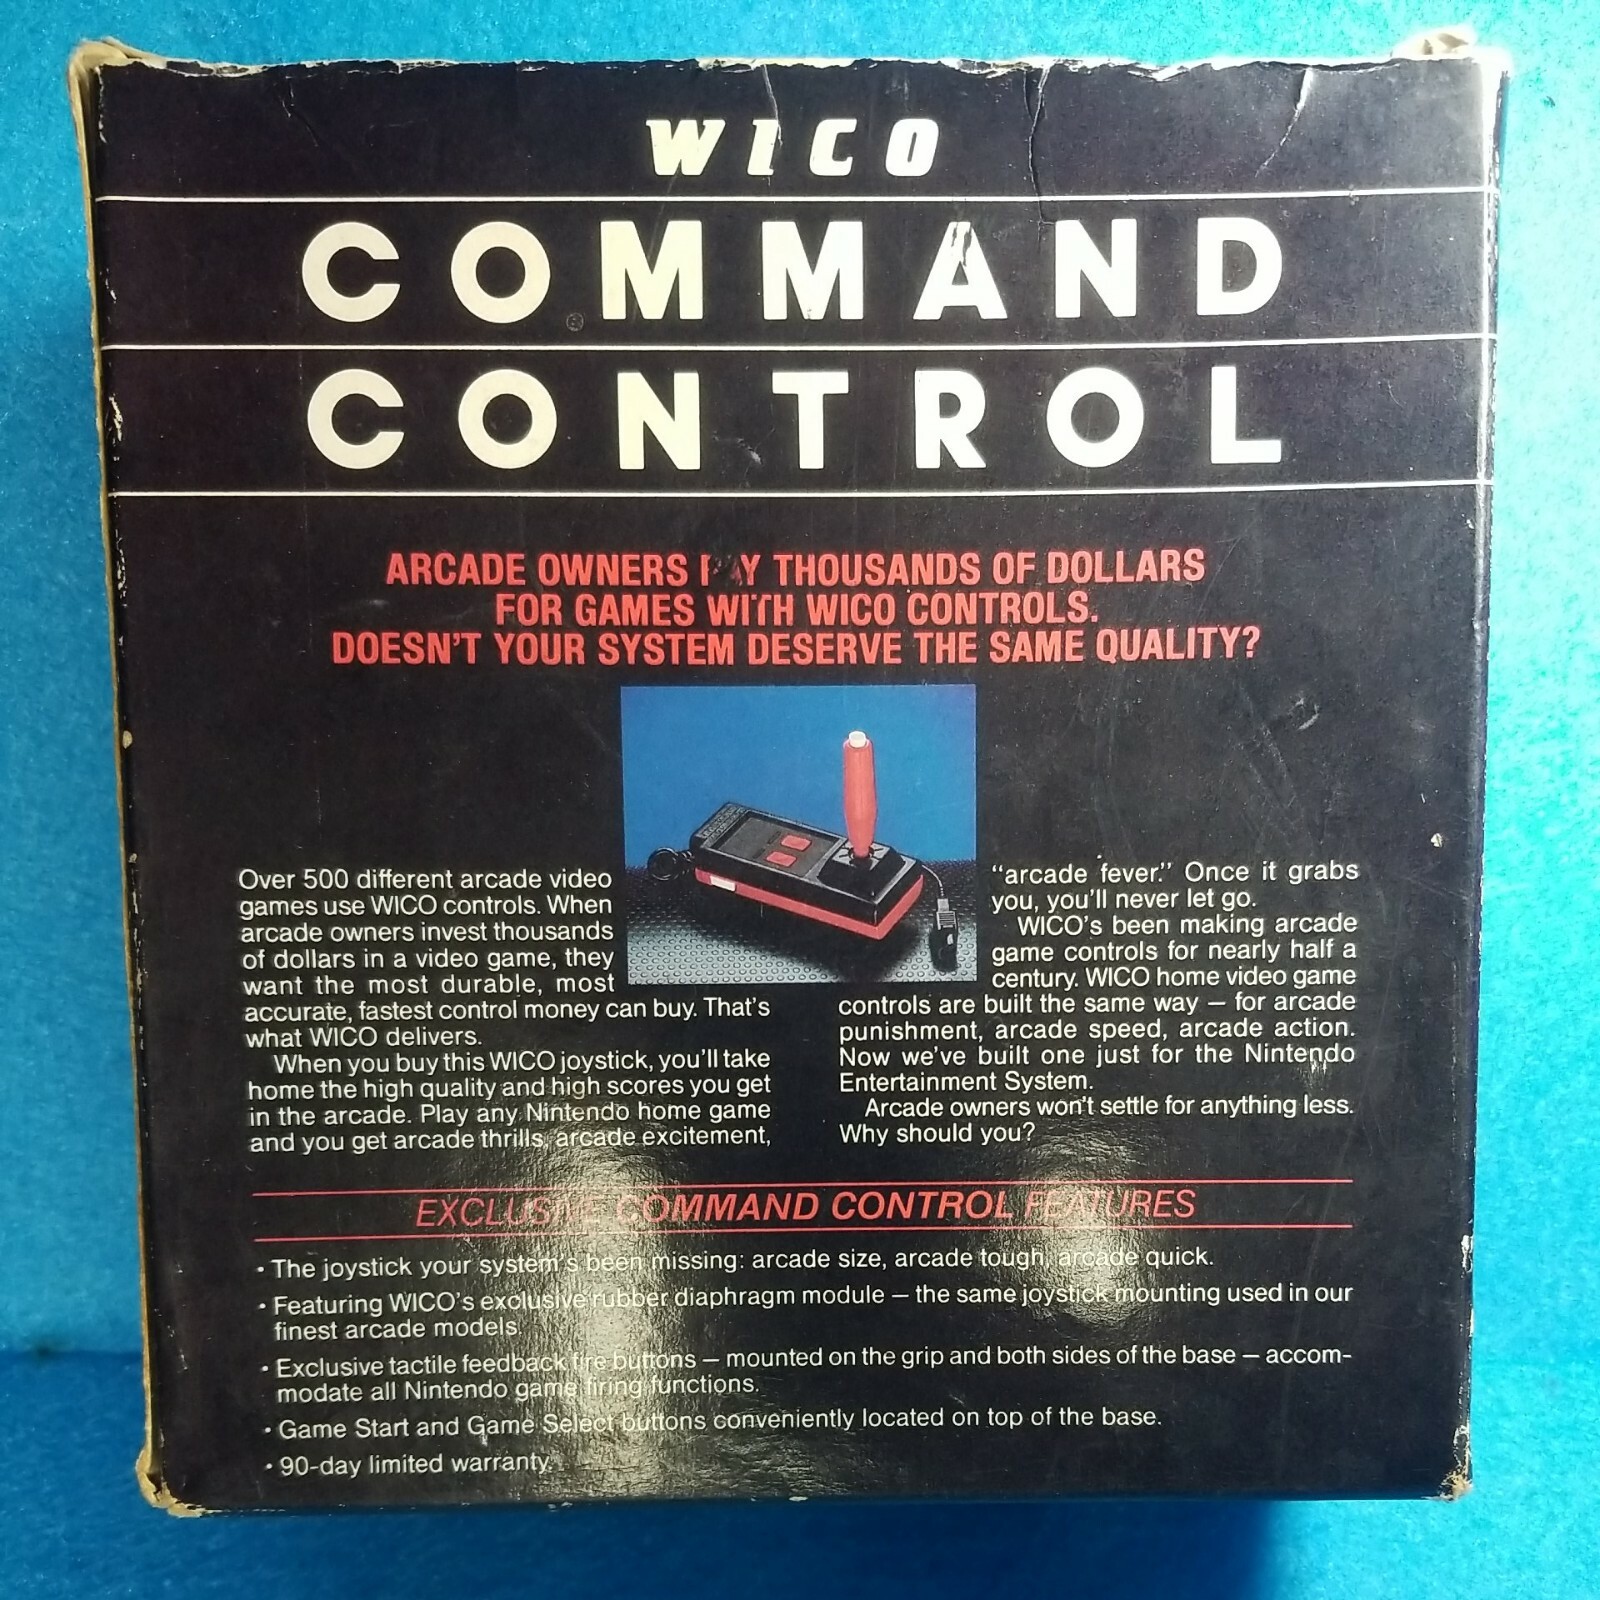 WICO
COMMAND
CONTROL
ARCADE OWNERS PAY THOUSANDS OF DOLLARS
FOR GAMES WITH WICO CONTROLS.
DOESN'T YOUR SYSTEM DESERVE THE SAME QUALITY?
Over 500 different arcade video
games use WICO controls. When
arcade owners invest thousands
of dollars in a video game, they
want the most durable, most
accurate, fastest control money can buy. That's
what WICO delivers.
When you buy this WICO joystick, you'll take
home the high quality and high scores you get
in the arcade. Play any Nintendo home game
and you get arcade thrills, arcade excitement,
"arcade fever." Once it grabs
you, you'll never let go.
WICO's been making arcade
game controls for nearly half a
century. WICO home video game
controls are built the same way — for arcade
punishment, arcade speed, arcade action.
Now we've built one just for the Nintendo
Entertainment System.
Arcade owners won't settle for anything less.
Why should you?
EXCLUSIVE COMMAND CONTROL FEATURES
• The joystick your system's been missing: arcade size, arcade tough, arcade quick.
• Featuring WICO's exclusive rubber diaphragm module — the same joystick mounting used in our
finest arcade models.
• Exclusive tactile feedback fire buttons — mounted on the grip and both sides of the base — accom-
modate all Nintendo game firing functions.
• Game Start and Game Select buttons conveniently located on top of the base.
• 90-day limited warranty.